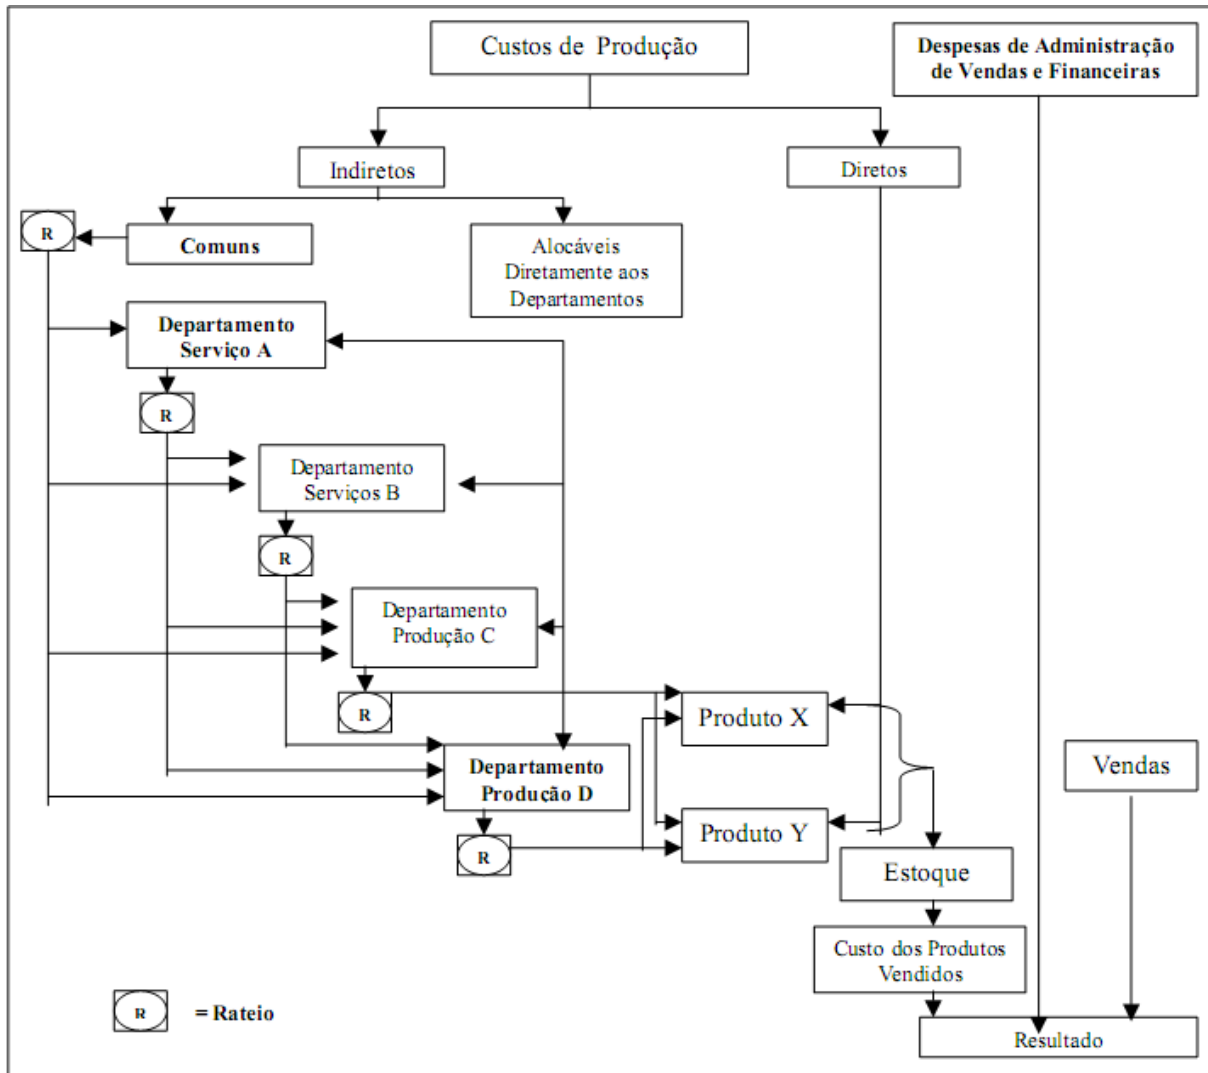 Custos de Produção
Despesas de Administração
de Vendas e Financeiras
Indiretos
Diretos
R
Comuns
Alocáveis
Diretamente aos
Departamentos
Departamento
Serviço A
R
Departamento
Serviços B
R
Departamento
Produção C
R
Produto X
Departamento
Produção D
Vendas
Produto Y
R
Estoque
Custo dos Produtos
Vendidos
R = Rateio
Resultado